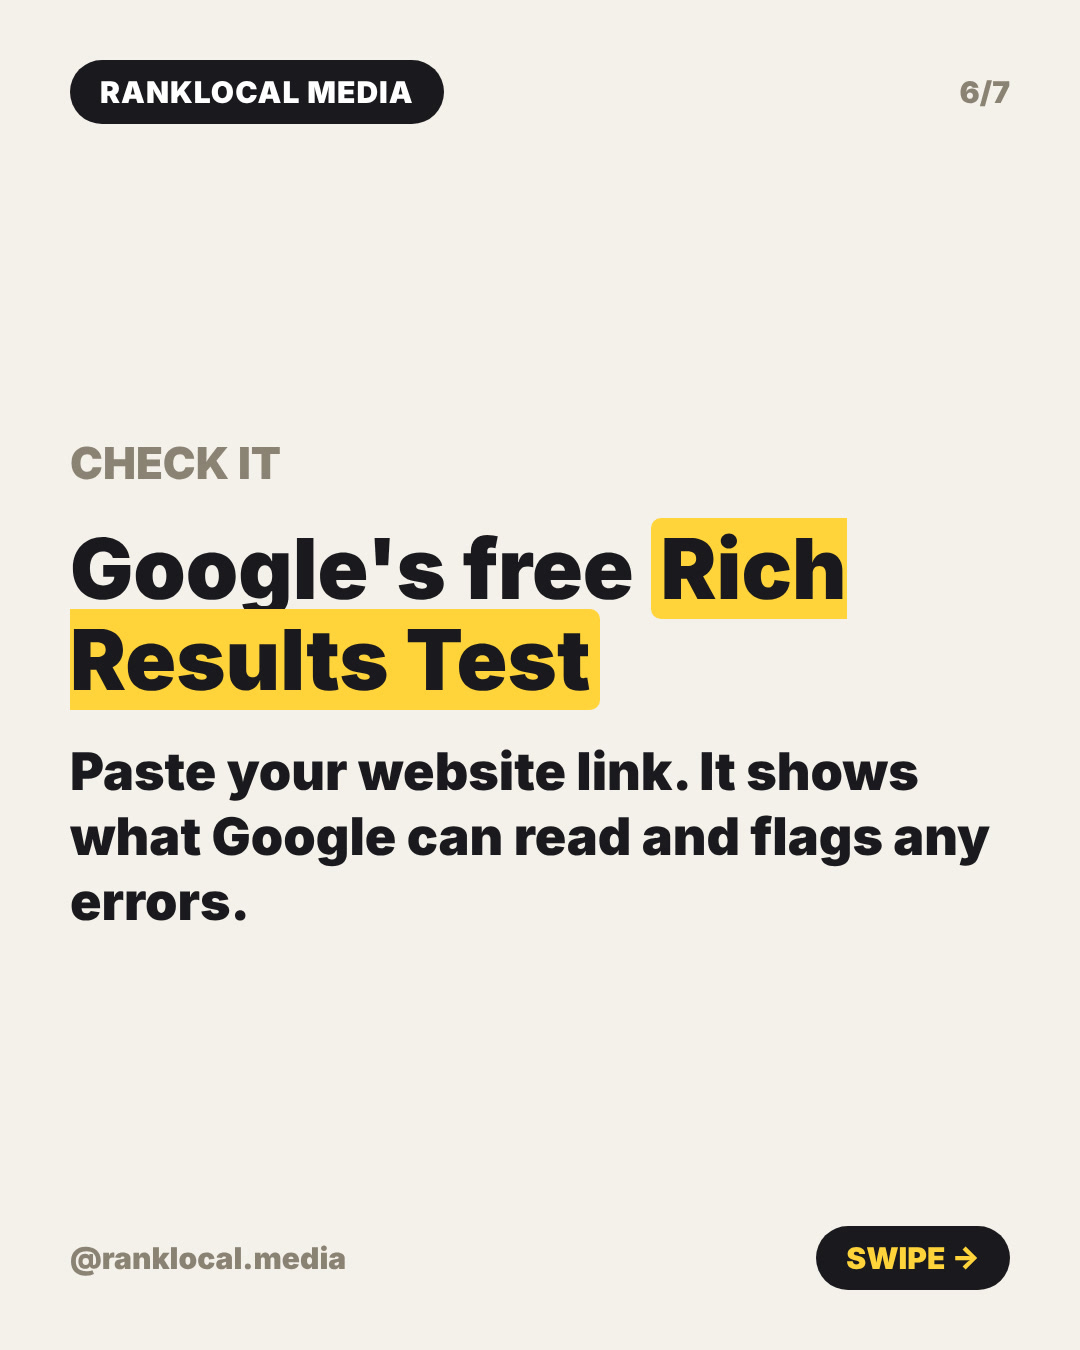 RANKLOCAL MEDIA
6/7
CHECK IT
Google's free Rich
Results Test
Paste your website link. It shows
what Google can read and flags any
errors.
@ranklocal.media
SWIPE →